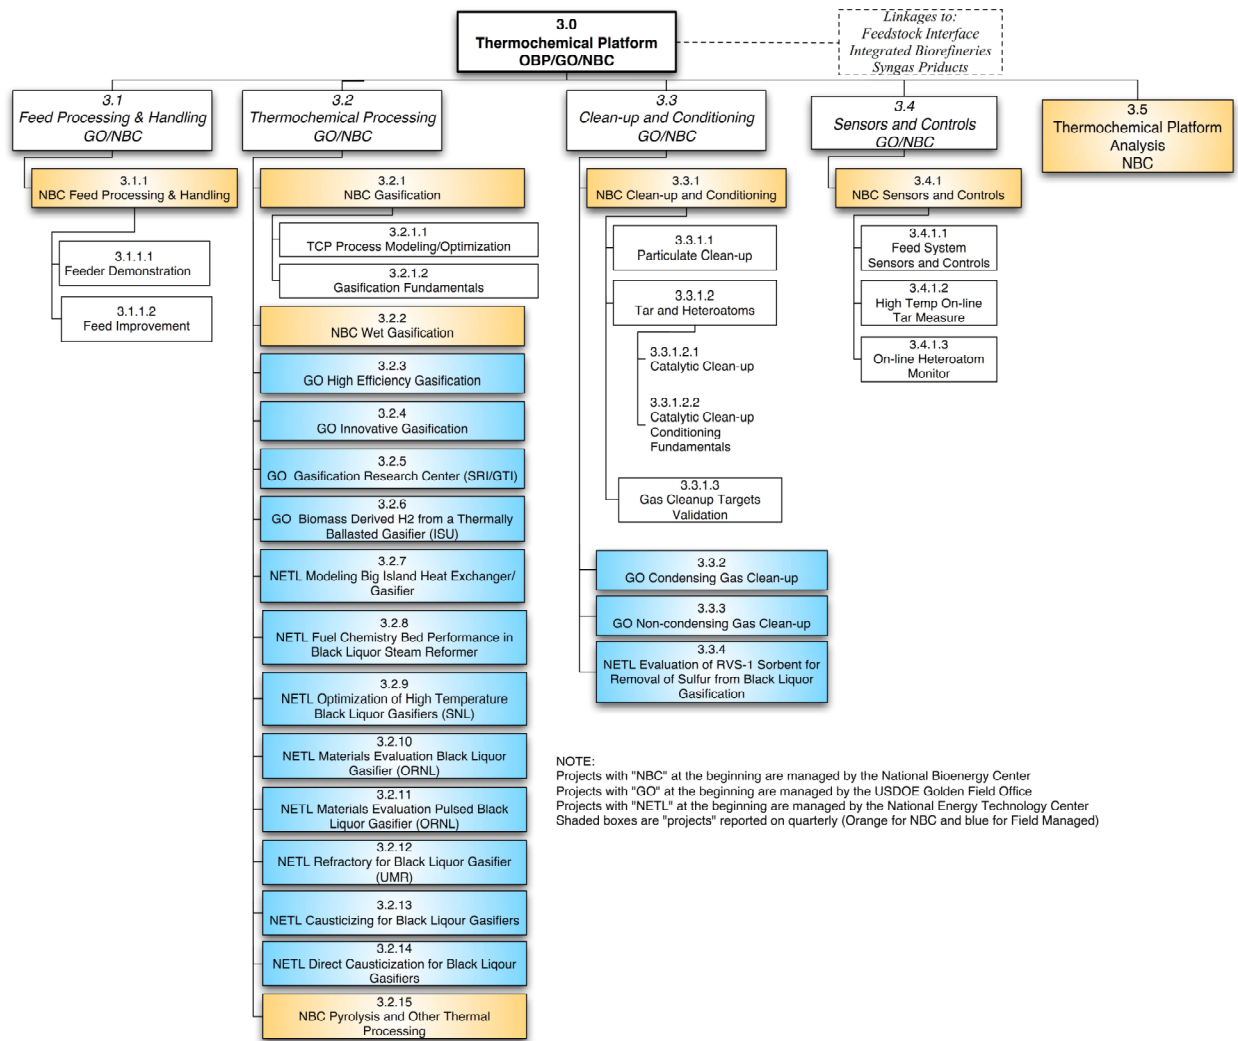 3.0
Thermochemical Platform
OBP/GO/NBC
Linkages to:
Feedstock Interface
Integrated Biorefineries
Syngas Priducts
3.1
Feed Processing & Handling
GO/NBC
3.2
Thermochemical Processing
GO/NBC
3.3
Clean-up and Conditioning
GO/NBC
3.4
Sensors and Controls
GO/NBC
3.5
Thermochemical Platform
Analysis
NBC
3.1.1
NBC Feed Processing & Handling
3.1.1.1
Feeder Demonstration
3.1.1.2
Feed Improvement
3.2.1
NBC Gasification
3.2.1.1
TCP Process Modeling/Optimization
3.2.1.2
Gasification Fundamentals
3.2.2
NBC Wet Gasification
3.2.3
GO High Efficiency Gasification
3.2.4
GO Innovative Gasification
3.2.5
GO Gasification Research Center (SRI/GTI)
3.2.6
GO Biomass Derived H2 from a Thermally
Ballasted Gasifier (ISU)
3.2.7
NETL Modeling Big Island Heat Exchanger/
Gasifier
3.2.8
NETL Fuel Chemistry Bed Performance in
Black Liquor Steam Reformer
3.2.9
NETL Optimization of High Temperature
Black Liquor Gasifiers (SNL)
3.2.10
NETL Materials Evaluation Black Liquor
Gasifier (ORNL)
3.2.11
NETL Materials Evaluation Pulsed Black
Liquor Gasifier (ORNL)
3.2.12
NETL Refractory for Black Liquor Gasifier
(UMR)
3.2.13
NETL Causticizing for Black Liqour Gasifiers
3.2.14
NETL Direct Causticization for Black Liqour
Gasifiers
3.2.15
NBC Pyrolysis and Other Thermal
Processing
3.3.1
NBC Clean-up and Conditioning
3.3.1.1
Particulate Clean-up
3.3.1.2
Tar and Heteroatoms
3.3.1.2.1
Catalytic Clean-up
3.3.1.2.2
Catalytic Clean-up
Conditioning
Fundamentals
3.3.1.3
Gas Cleanup Targets
Validation
3.3.2
GO Condensing Gas Clean-up
3.3.3
GO Non-condensing Gas Clean-up
3.3.4
NETL Evaluation of RVS-1 Sorbent for
Removal of Sulfur from Black Liquor
Gasification
3.4.1
NBC Sensors and Controls
3.4.1.1
Feed System
Sensors and Controls
3.4.1.2
High Temp On-line
Tar Measure
3.4.1.3
On-line Heteroatom
Monitor
NOTE:
Projects with "NBC" at the beginning are managed by the National Bioenergy Center
Projects with "GO" at the beginning are managed by the USDOE Golden Field Office
Projects with "NETL" at the beginning are managed by the National Energy Technology Center
Shaded boxes are "projects" reported on quarterly (Orange for NBC and blue for Field Managed)